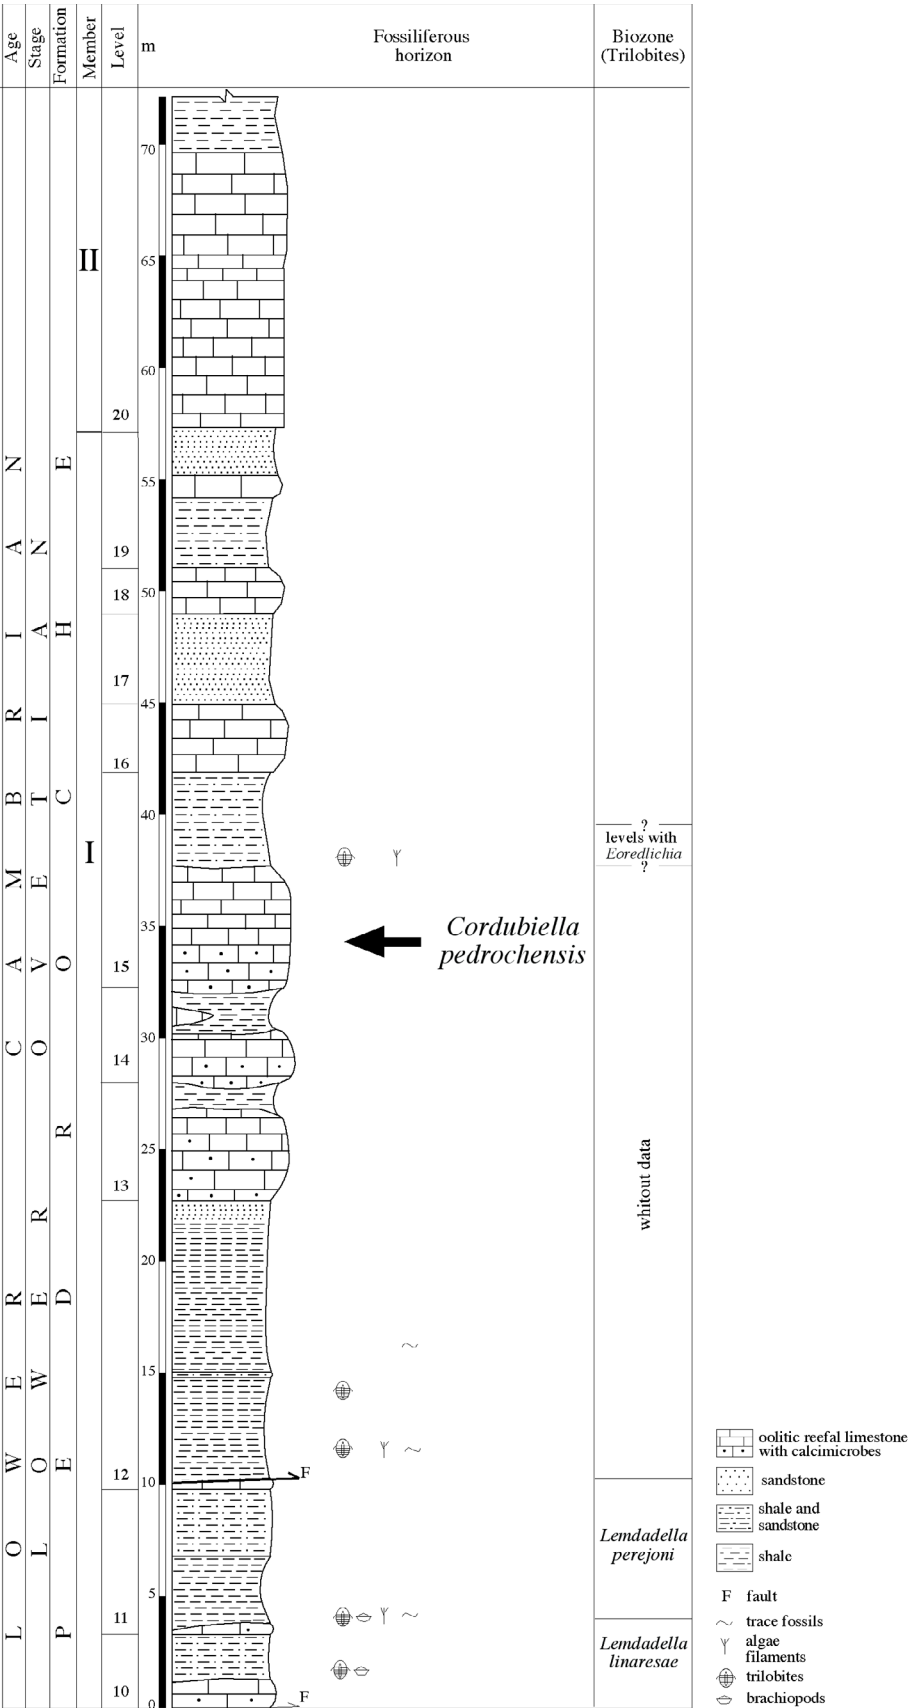 Age
Stage
Formation
Member
Level
m
Fossiliferous
horizon
Biozone
(Trilobites)
LOWER CAMBRIAN
LOWER OVETIAN
PEDROCHE
II
I
70
65
60
20
55
19
50
18
17
45
16
40
?
levels with
Eoredlichia
?
35
Cordubiella
pedrochensis
15
30
14
25
13
whitout data
20
15
12
10
F
Lemdadella
perejoni
5
11
Lemdadella
linaresae
10
0
F
oolitic reefal limestone
with calcimicrobes
sandstone
shale and
sandstone
shale
F fault
trace fossils
algae
filaments
trilobites
brachiopods